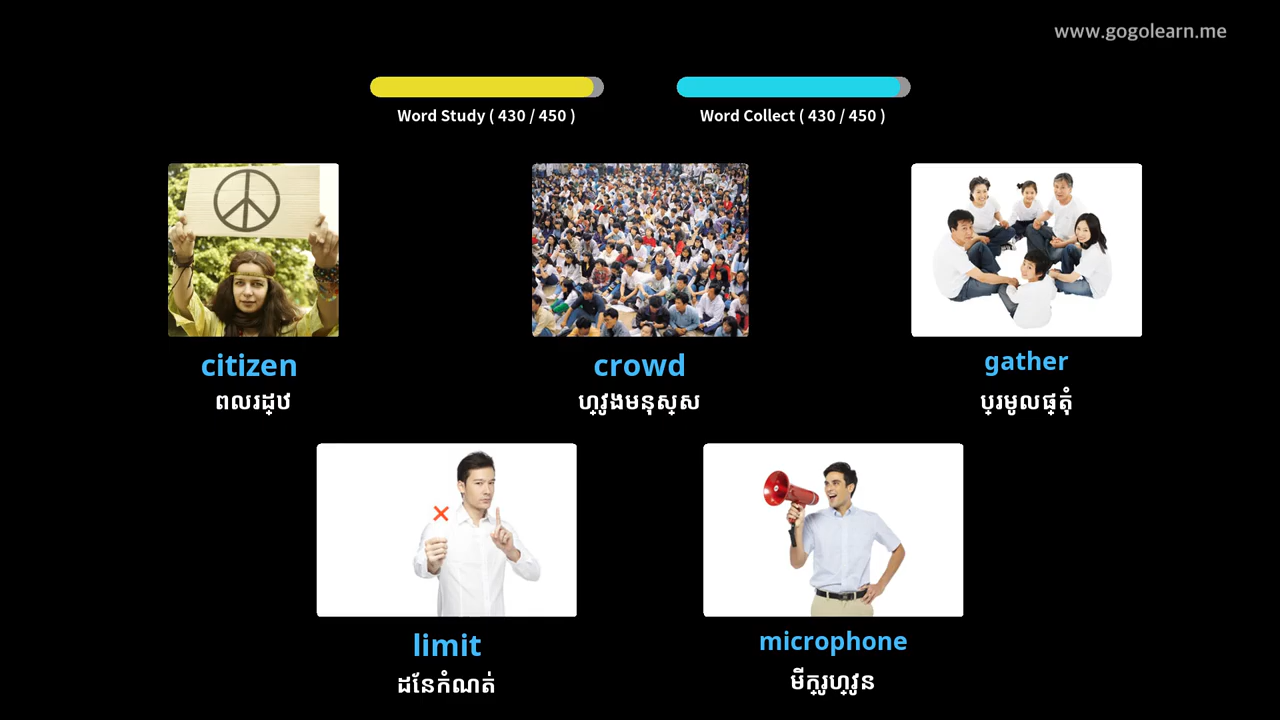 www.gogolearn.me
Word Study ( 430 / 450 )
Word Collect ( 430 / 450 )
citizen
ពលរដ្ឋ
crowd
ហ្វូងមនុស្ស
gather
ប្រមូលផ្តុំ
limit
ដែនកំណត់
microphone
មីក្រូហ្វូន